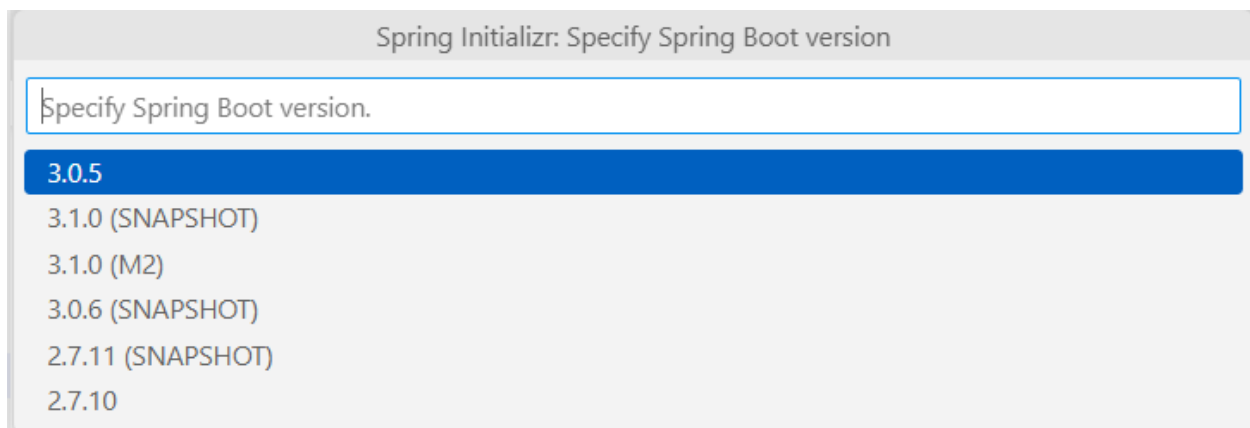 Spring Initializr: Specify Spring Boot version
Specify Spring Boot version.
3.0.5
3.1.0 (SNAPSHOT)
3.1.0 (M2)
3.0.6 (SNAPSHOT)
2.7.11 (SNAPSHOT)
2.7.10